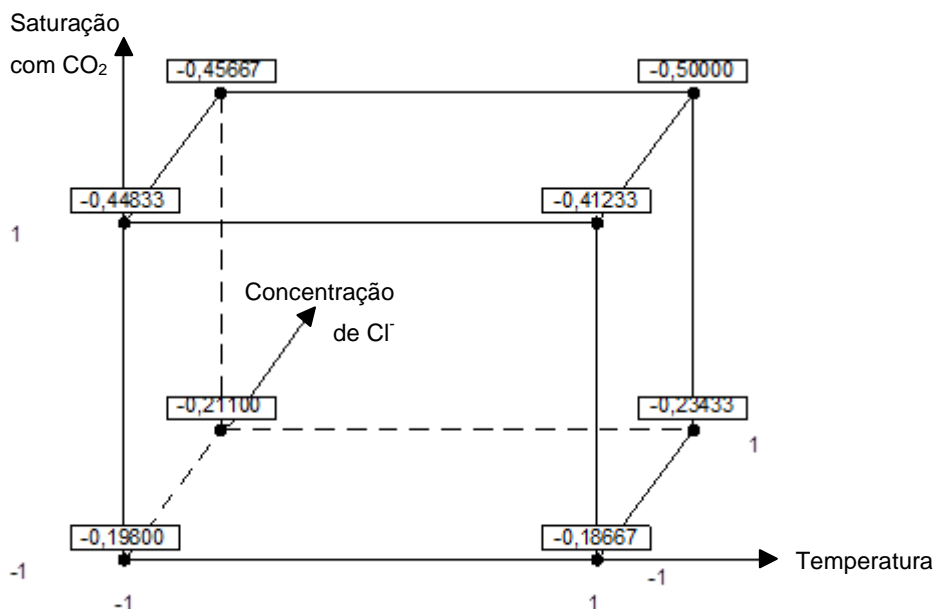 Saturação
com CO₂
-0,45667
-0,50000
-0,44833
-0,41233
1
Concentração
de Cl⁻
-0,21100
-0,23433
1
-0,19800
-0,18667
-1
Temperatura
-1
-1
1